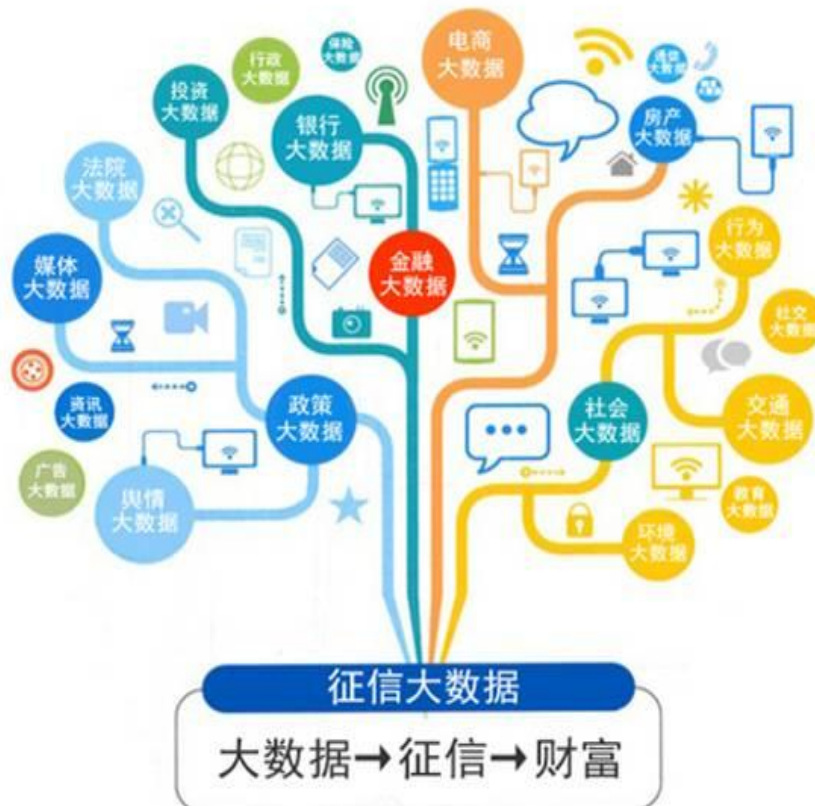 保险
大数据
行政
大数据
投资
大数据
电商
大数据
通信
大数据
银行
大数据
房产
大数据
法院
大数据
媒体
大数据
金融
大数据
行为
大数据
社交
大数据
资讯
大数据
政策
大数据
社会
大数据
交通
大数据
广告
大数据
舆情
大数据
教育
大数据
环境
大数据
征信大数据
大数据→征信→财富